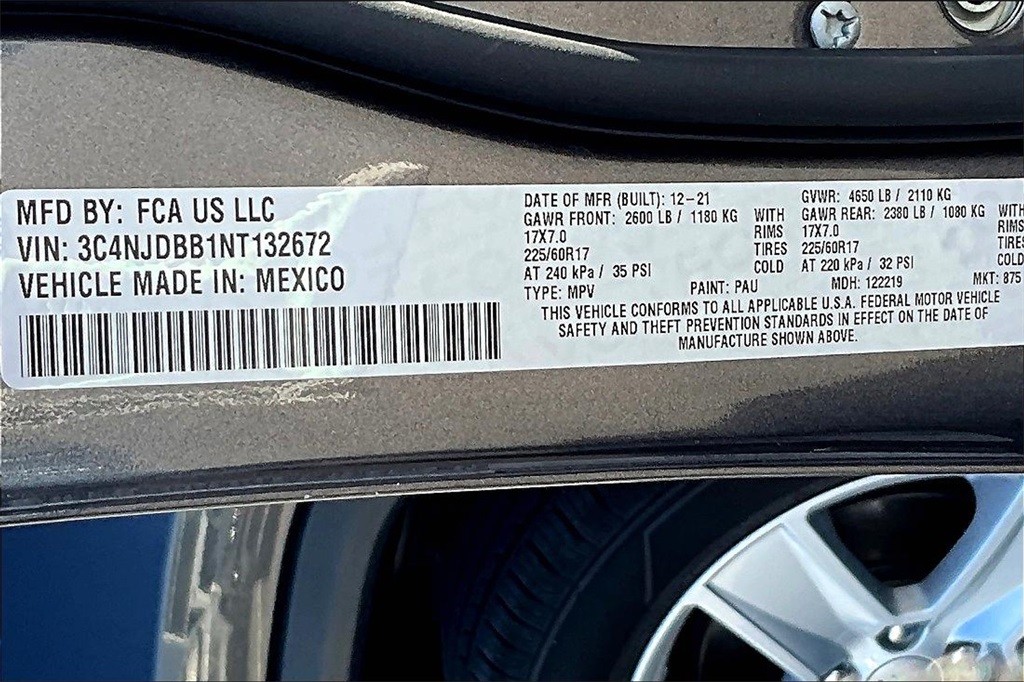 MFD BY: FCA US LLC
VIN: 3C4NJDBB1NT132672
VEHICLE MADE IN: MEXICO
DATE OF MFR (BUILT): 12-21
GAWR FRONT: 2600 LB / 1180 KG WITH
17X7.0 RIMS
225/60R17 TIRES
AT 240 kPa / 35 PSI COLD
TYPE: MPV PAINT: PAU
GVWR: 4650 LB / 2110 KG
GAWR REAR: 2380 LB / 1080 KG WITH
17X7.0 RIMS
225/60R17 TIRES
AT 220 kPa / 32 PSI COLD
MDH: 122219 MKT: 875
THIS VEHICLE CONFORMS TO ALL APPLICABLE U.S.A. FEDERAL MOTOR VEHICLE
SAFETY AND THEFT PREVENTION STANDARDS IN EFFECT ON THE DATE OF
MANUFACTURE SHOWN ABOVE.